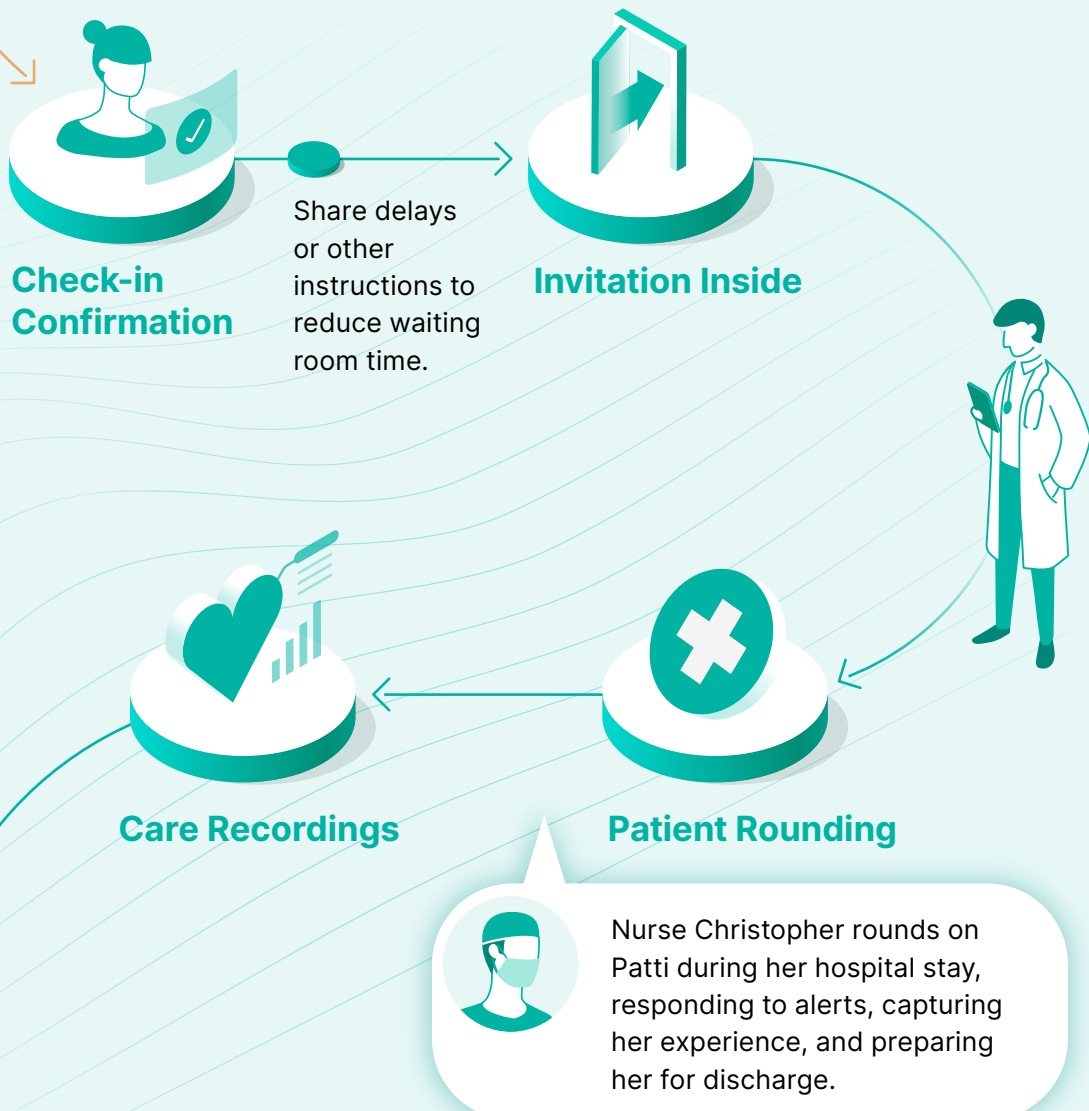 Check-in
Confirmation
Share delays
or other
instructions to
reduce waiting
room time.
Invitation Inside
Care Recordings
Patient Rounding
Nurse Christopher rounds on
Patti during her hospital stay,
responding to alerts, capturing
her experience, and preparing
her for discharge.